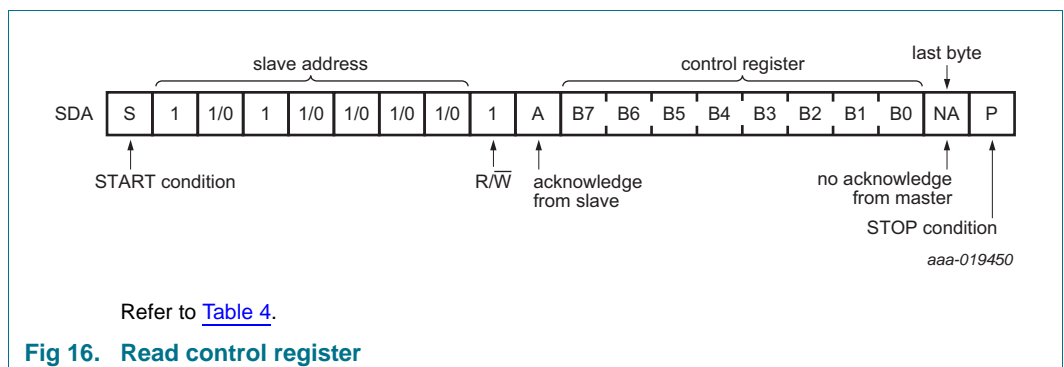 last byte
slave address control register
SDA S 1 1/0 1 1/0 1/0 1/0 1/0 1 A B7 B6 B5 B4 B3 B2 B1 B0 NA P
START condition R/W̅ acknowledge from slave no acknowledge from master
STOP condition
aaa-019450
Refer to Table 4.
Fig 16. Read control register